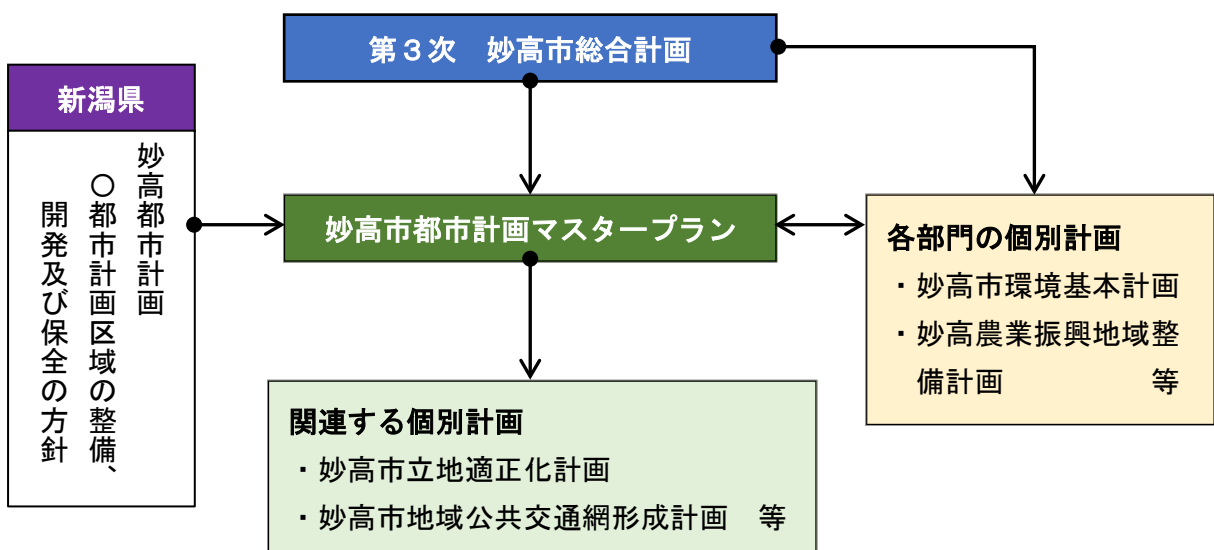 第３次　妙高市総合計画
新潟県
妙高都市計画
〇都市計画区域の整備、
開発及び保全の方針
妙高市都市計画マスタープラン
各部門の個別計画
・妙高市環境基本計画
・妙高農業振興地域整
備計画　　　　　等
関連する個別計画
・妙高市立地適正化計画
・妙高市地域公共交通網形成計画　等